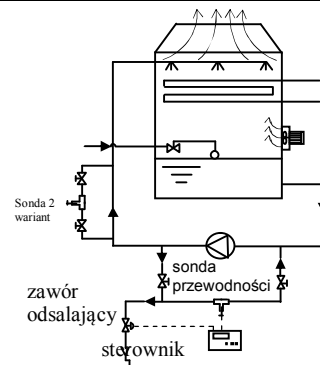 Sonda 2
wariant
sonda
przewodności
zawór
odsalający
sterownik